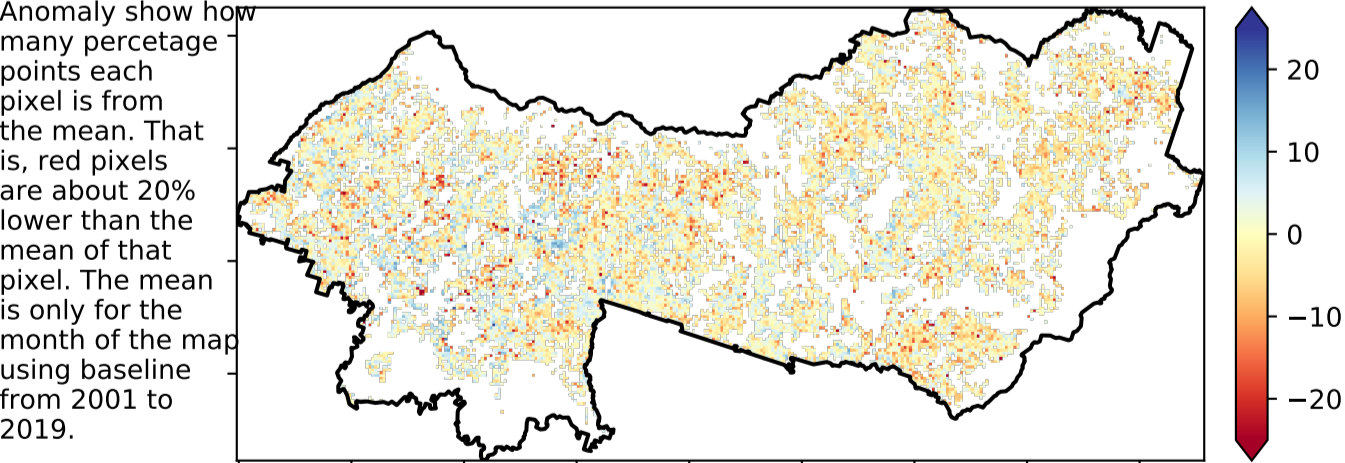 Anomaly show how
many percetage
points each
pixel is from
the mean. That
is, red pixels
are about 20%
lower than the
mean of that
pixel. The mean
is only for the
month of the map
using baseline
from 2001 to
2019.
20
10
0
−10
−20